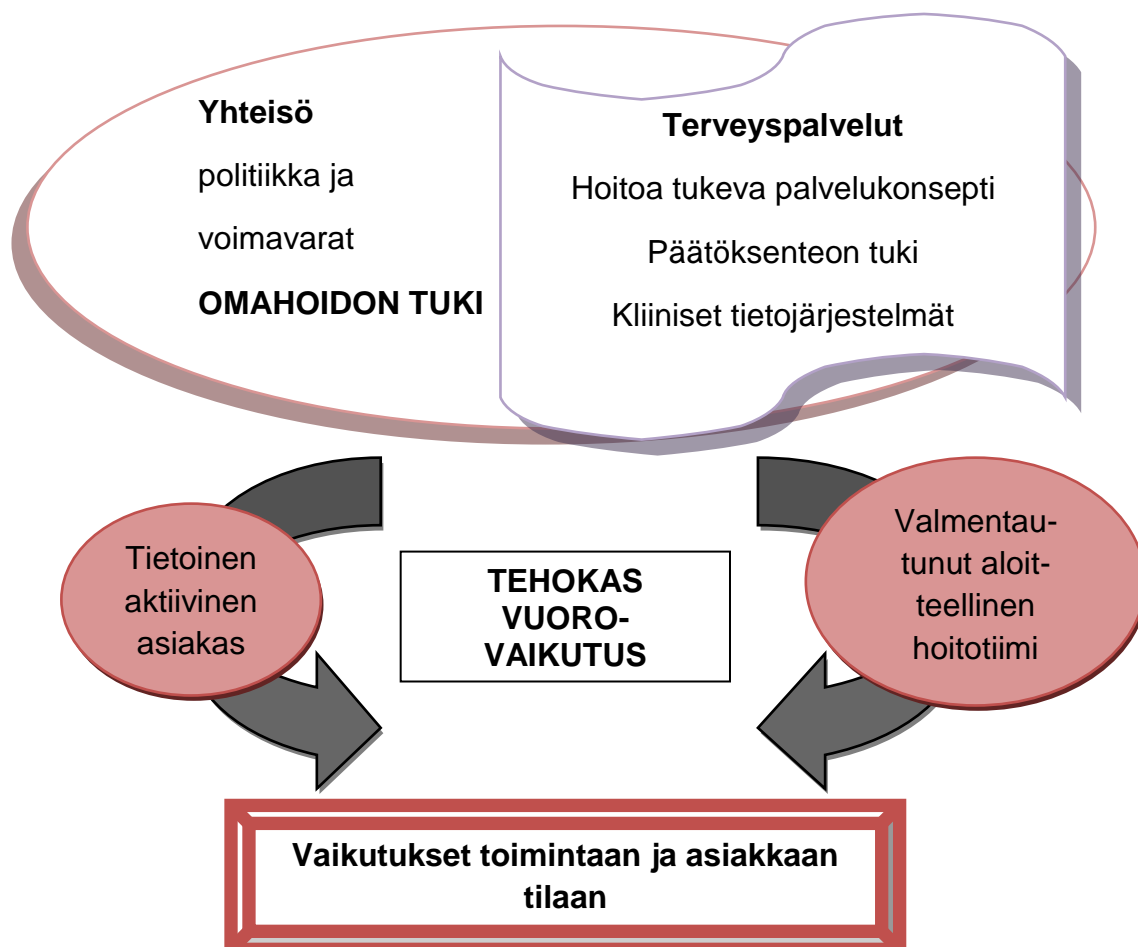 Yhteisö
politiikka ja
voimavarat
OMAHOIDON TUKI
Terveyspalvelut
Hoitoa tukeva palvelukonsepti
Päätöksenteon tuki
Kliiniset tietojärjestelmät
Tietoinen
aktiivinen
asiakas
TEHOKAS
VUORO-
VAIKUTUS
Valmentau-
tunut aloit-
teellinen
hoitotiimi
Vaikutukset toimintaan ja asiakkaan
tilaan